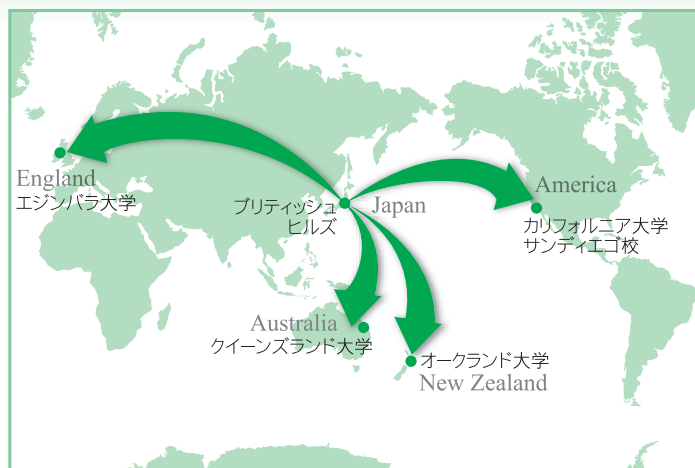 England
エジンバラ大学
ブリティッシュ
ヒルズ
Japan
America
カリフォルニア大学
サンディエゴ校
Australia
クイーンズランド大学
オークランド大学
New Zealand